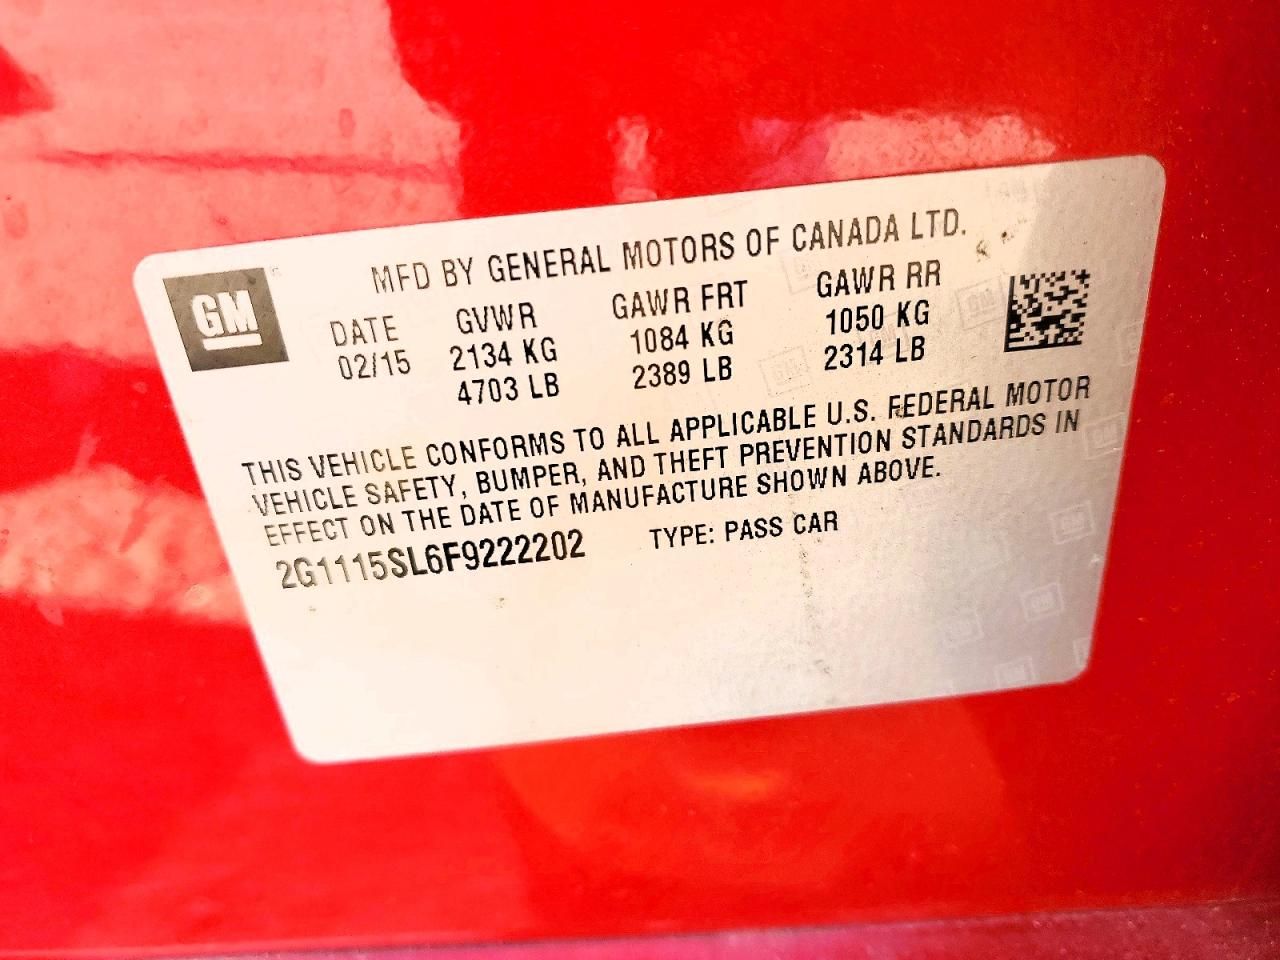 GM
MFD BY GENERAL MOTORS OF CANADA LTD.
DATE GVWR GAWR FRT GAWR RR
02/15 2134 KG 1084 KG 1050 KG
4703 LB 2389 LB 2314 LB
THIS VEHICLE CONFORMS TO ALL APPLICABLE U.S. FEDERAL MOTOR
VEHICLE SAFETY, BUMPER, AND THEFT PREVENTION STANDARDS IN
EFFECT ON THE DATE OF MANUFACTURE SHOWN ABOVE.
2G1115SL6F9222202 TYPE: PASS CAR